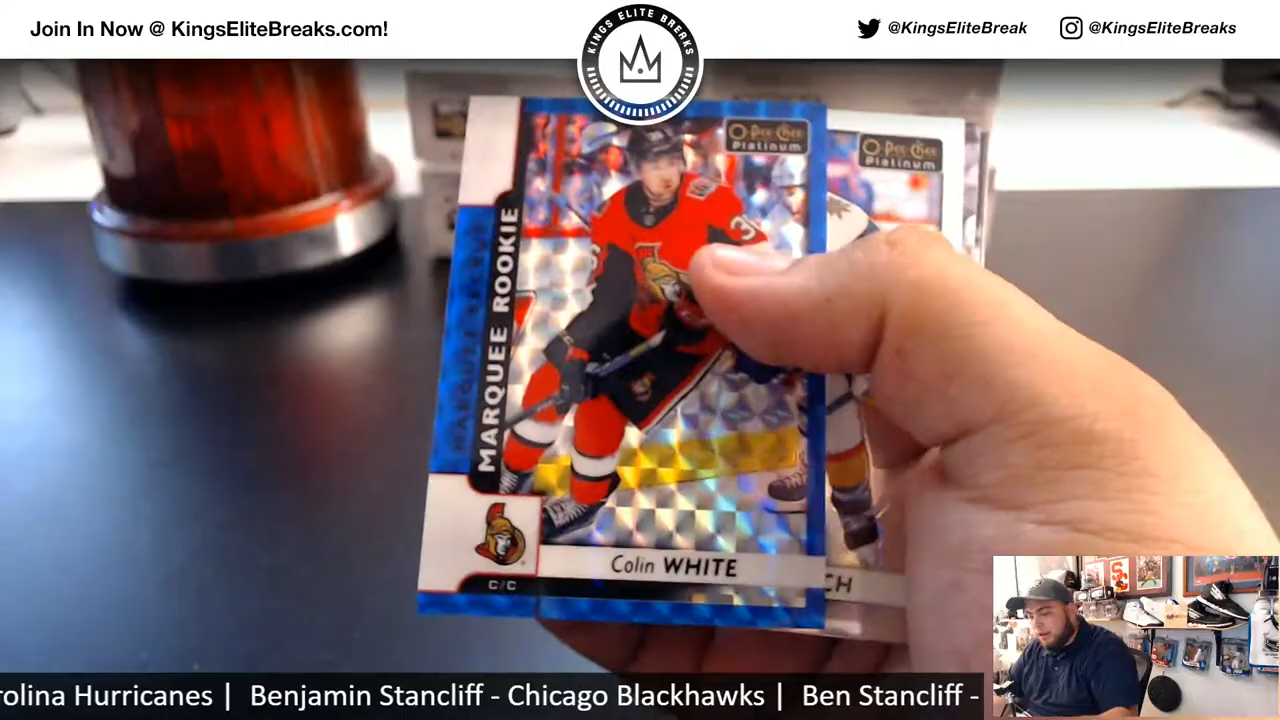 Join In Now @ KingsEliteBreaks.com!
KINGS ELITE BREAKS
@KingsEliteBreak
@KingsEliteBreaks
O-Pee-Chee
Platinum
O-Pee-Chee
Platinum
MARQUEE ROOKIE
Colin WHITE
C/C
CH
rolina Hurricanes | Benjamin Stancliff - Chicago Blackhawks | Ben Stancliff -